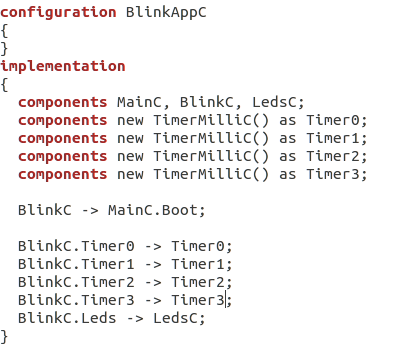 configuration BlinkAppC
{
}
implementation
{
  components MainC, BlinkC, LedsC;
  components new TimerMilliC() as Timer0;
  components new TimerMilliC() as Timer1;
  components new TimerMilliC() as Timer2;
  components new TimerMilliC() as Timer3;

  BlinkC -> MainC.Boot;

  BlinkC.Timer0 -> Timer0;
  BlinkC.Timer1 -> Timer1;
  BlinkC.Timer2 -> Timer2;
  BlinkC.Timer3 -> Timer3;
  BlinkC.Leds -> LedsC;
}